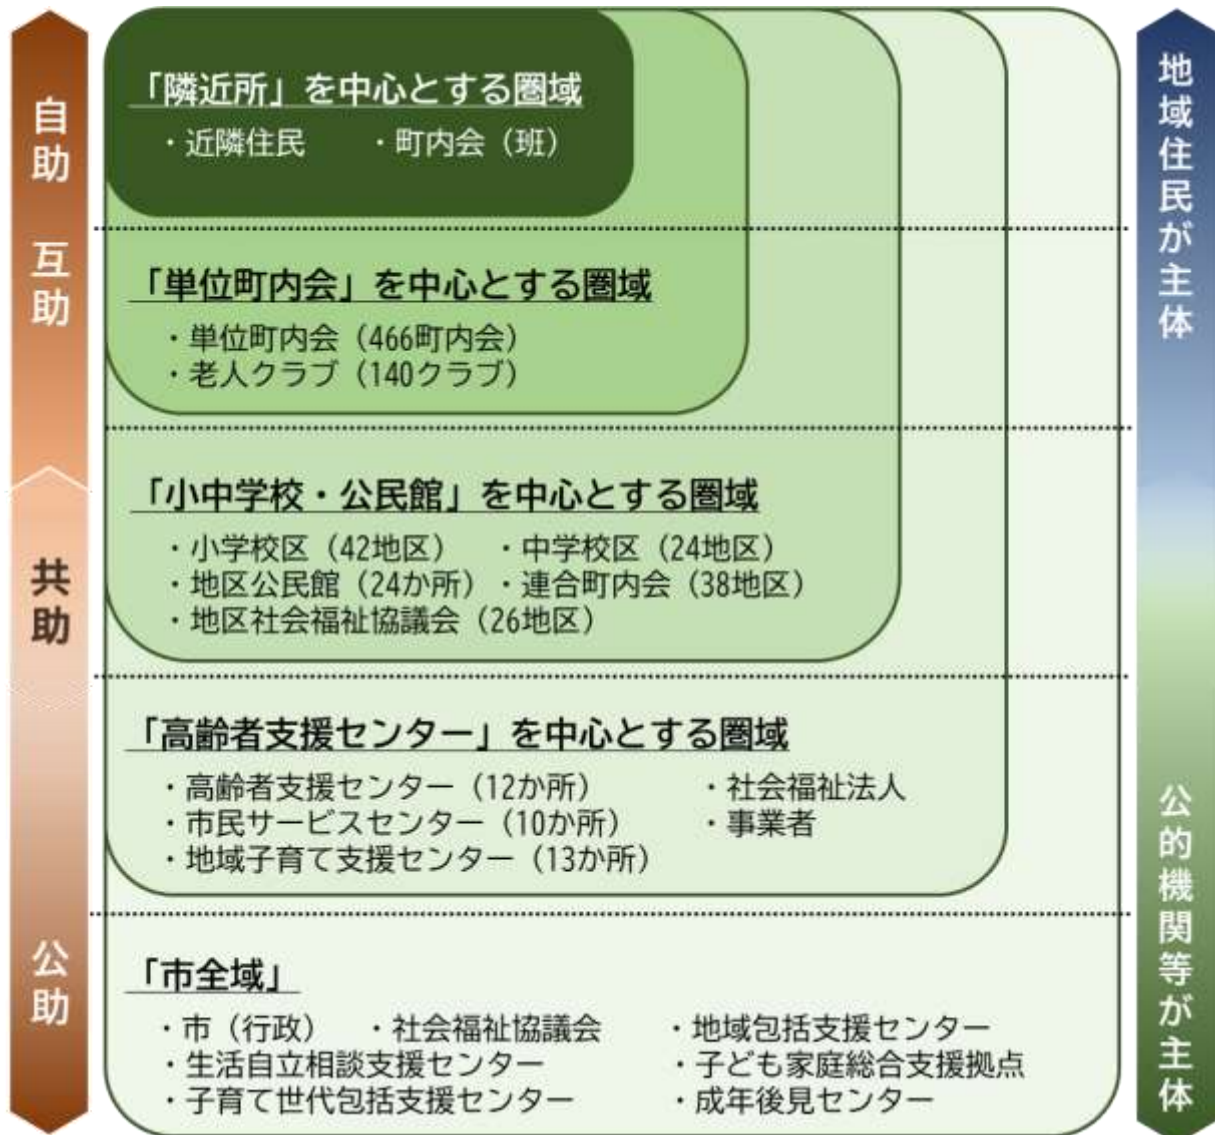 自助 互助
共助
公助
「隣近所」を中心とする圏域
・近隣住民 ・町内会（班）
「単位町内会」を中心とする圏域
・単位町内会（466町内会）
・老人クラブ（140クラブ）
「小中学校・公民館」を中心とする圏域
・小学校区（42地区） ・中学校区（24地区）
・地区公民館（24か所）・連合町内会（38地区）
・地区社会福祉協議会（26地区）
「高齢者支援センター」を中心とする圏域
・高齢者支援センター（12か所） ・社会福祉法人
・市民サービスセンター（10か所） ・事業者
・地域子育て支援センター（13か所）
「市全域」
・市（行政） ・社会福祉協議会 ・地域包括支援センター
・生活自立相談支援センター ・子ども家庭総合支援拠点
・子育て世代包括支援センター ・成年後見センター
地域住民が主体
公的機関等が主体